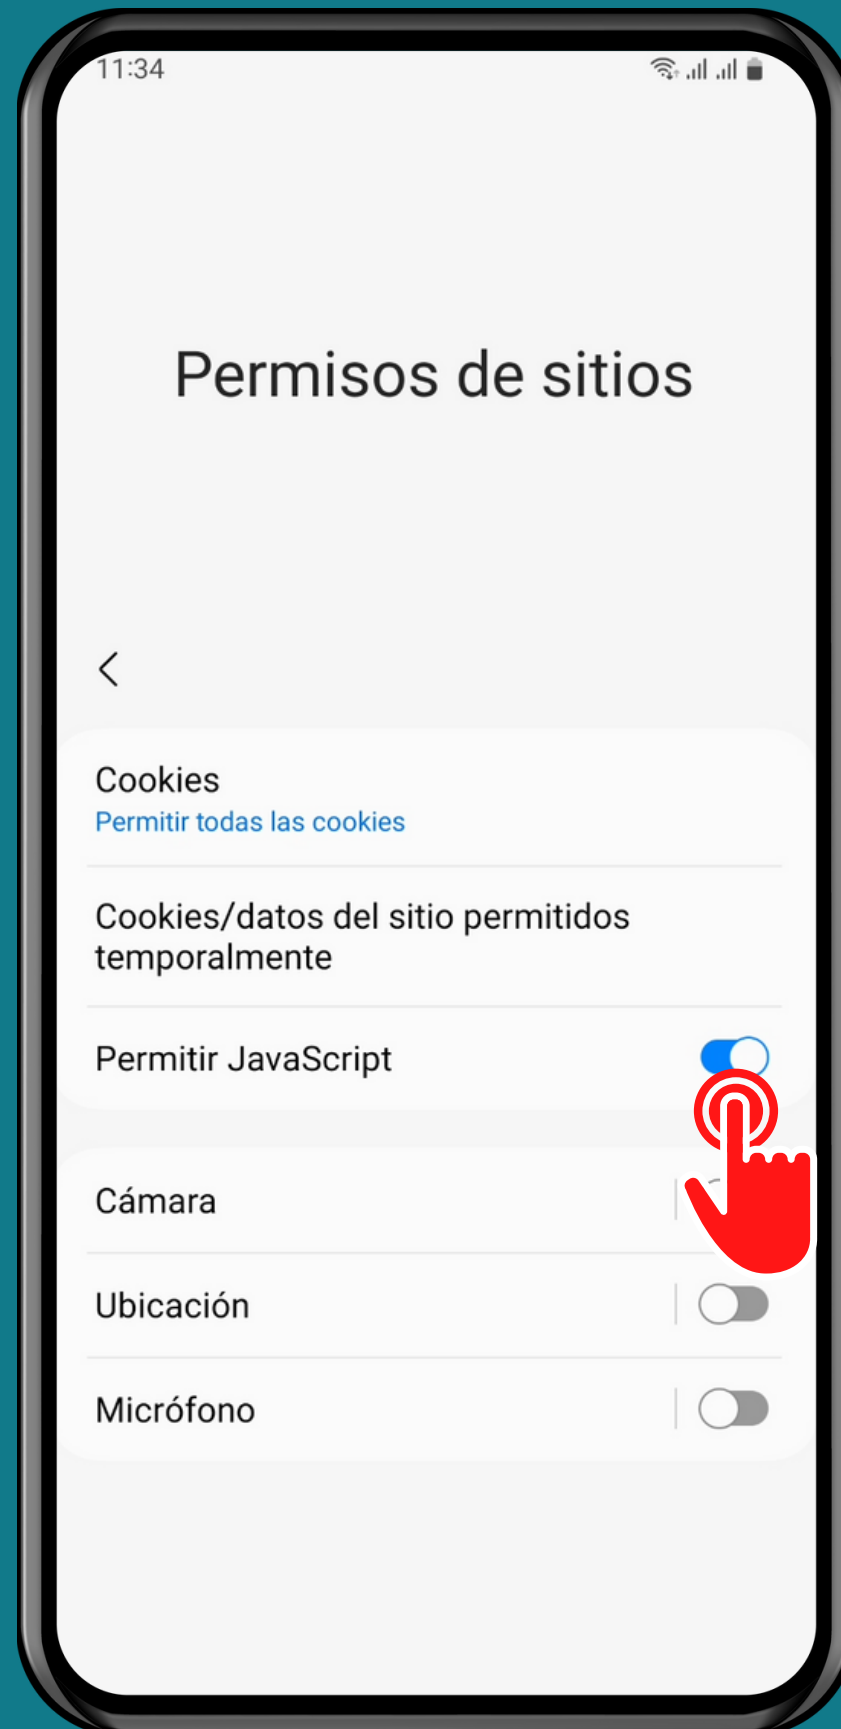 11:34
Permisos de sitios
Cookies
Permitir todas las cookies
Cookies/datos del sitio permitidos
temporalmente
Permitir JavaScript
Cámara
Ubicación
Micrófono